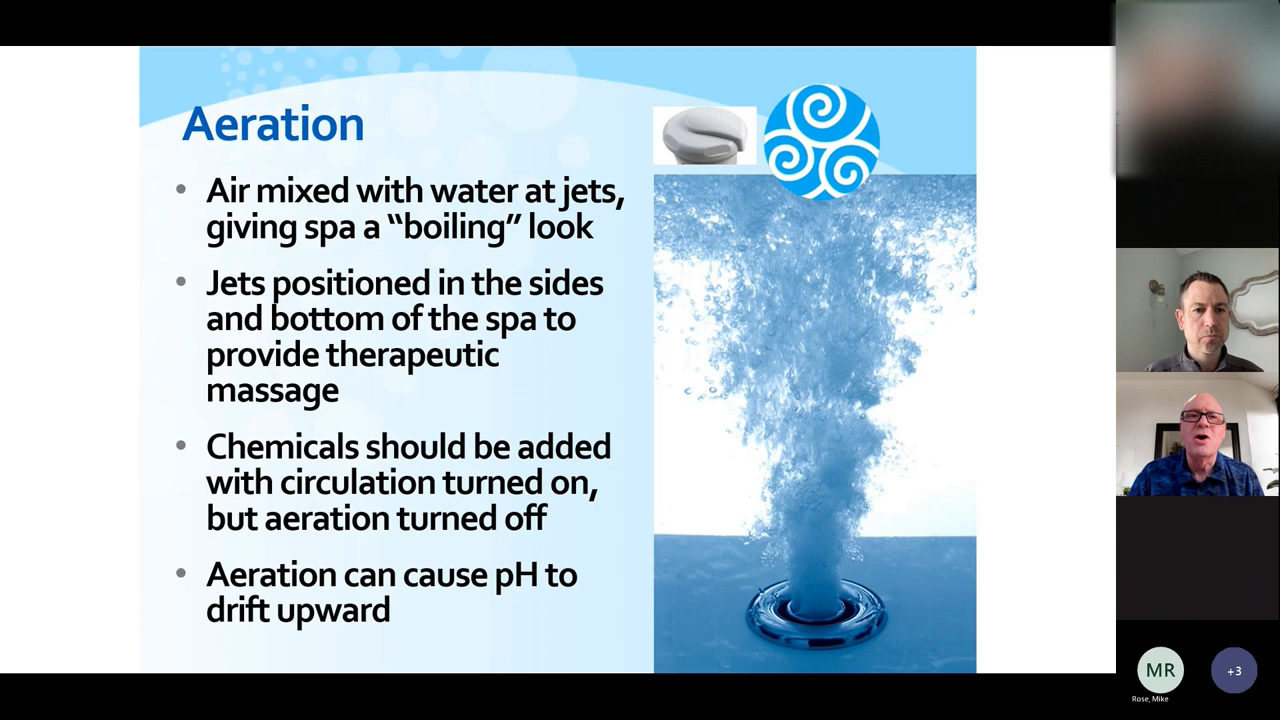 Aeration
• Air mixed with water at jets,
giving spa a “boiling” look
• Jets positioned in the sides
and bottom of the spa to
provide therapeutic
massage
• Chemicals should be added
with circulation turned on,
but aeration turned off
• Aeration can cause pH to
drift upward
MR
+3
Rose, Mike